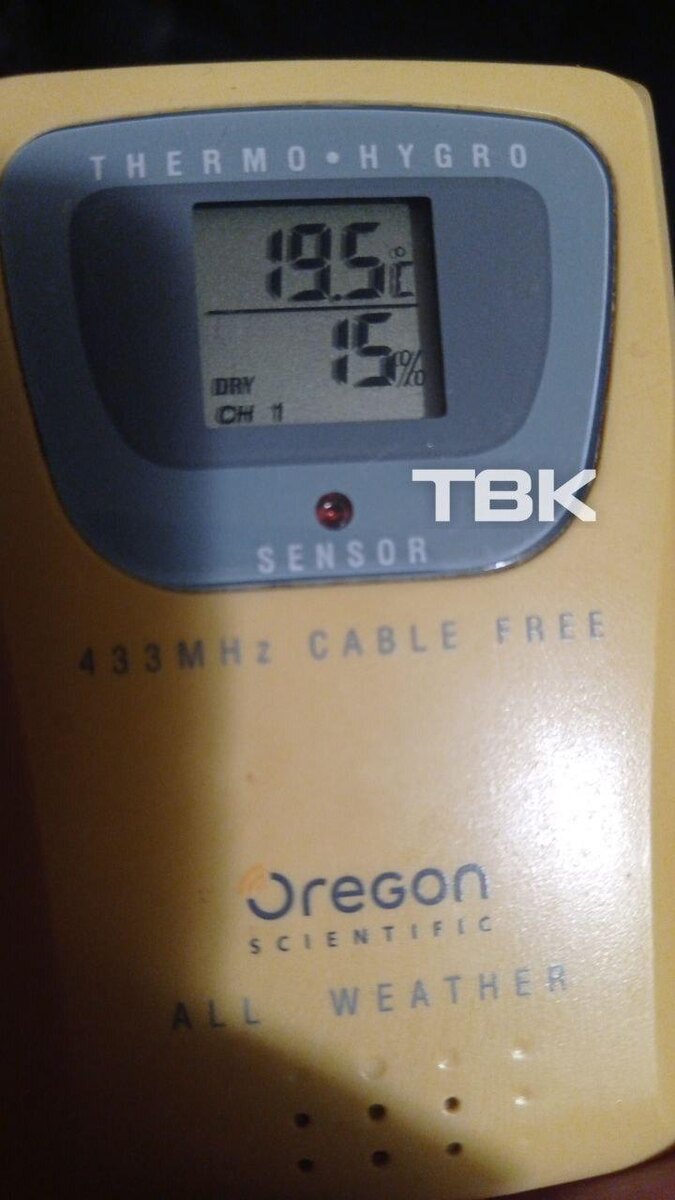 THERMO•HYGRO
19.5°C
15%
DRY
CH 1
TBK
SENSOR
433MHz CABLE FREE
Oregon
SCIENTIFIC
ALL WEATHER